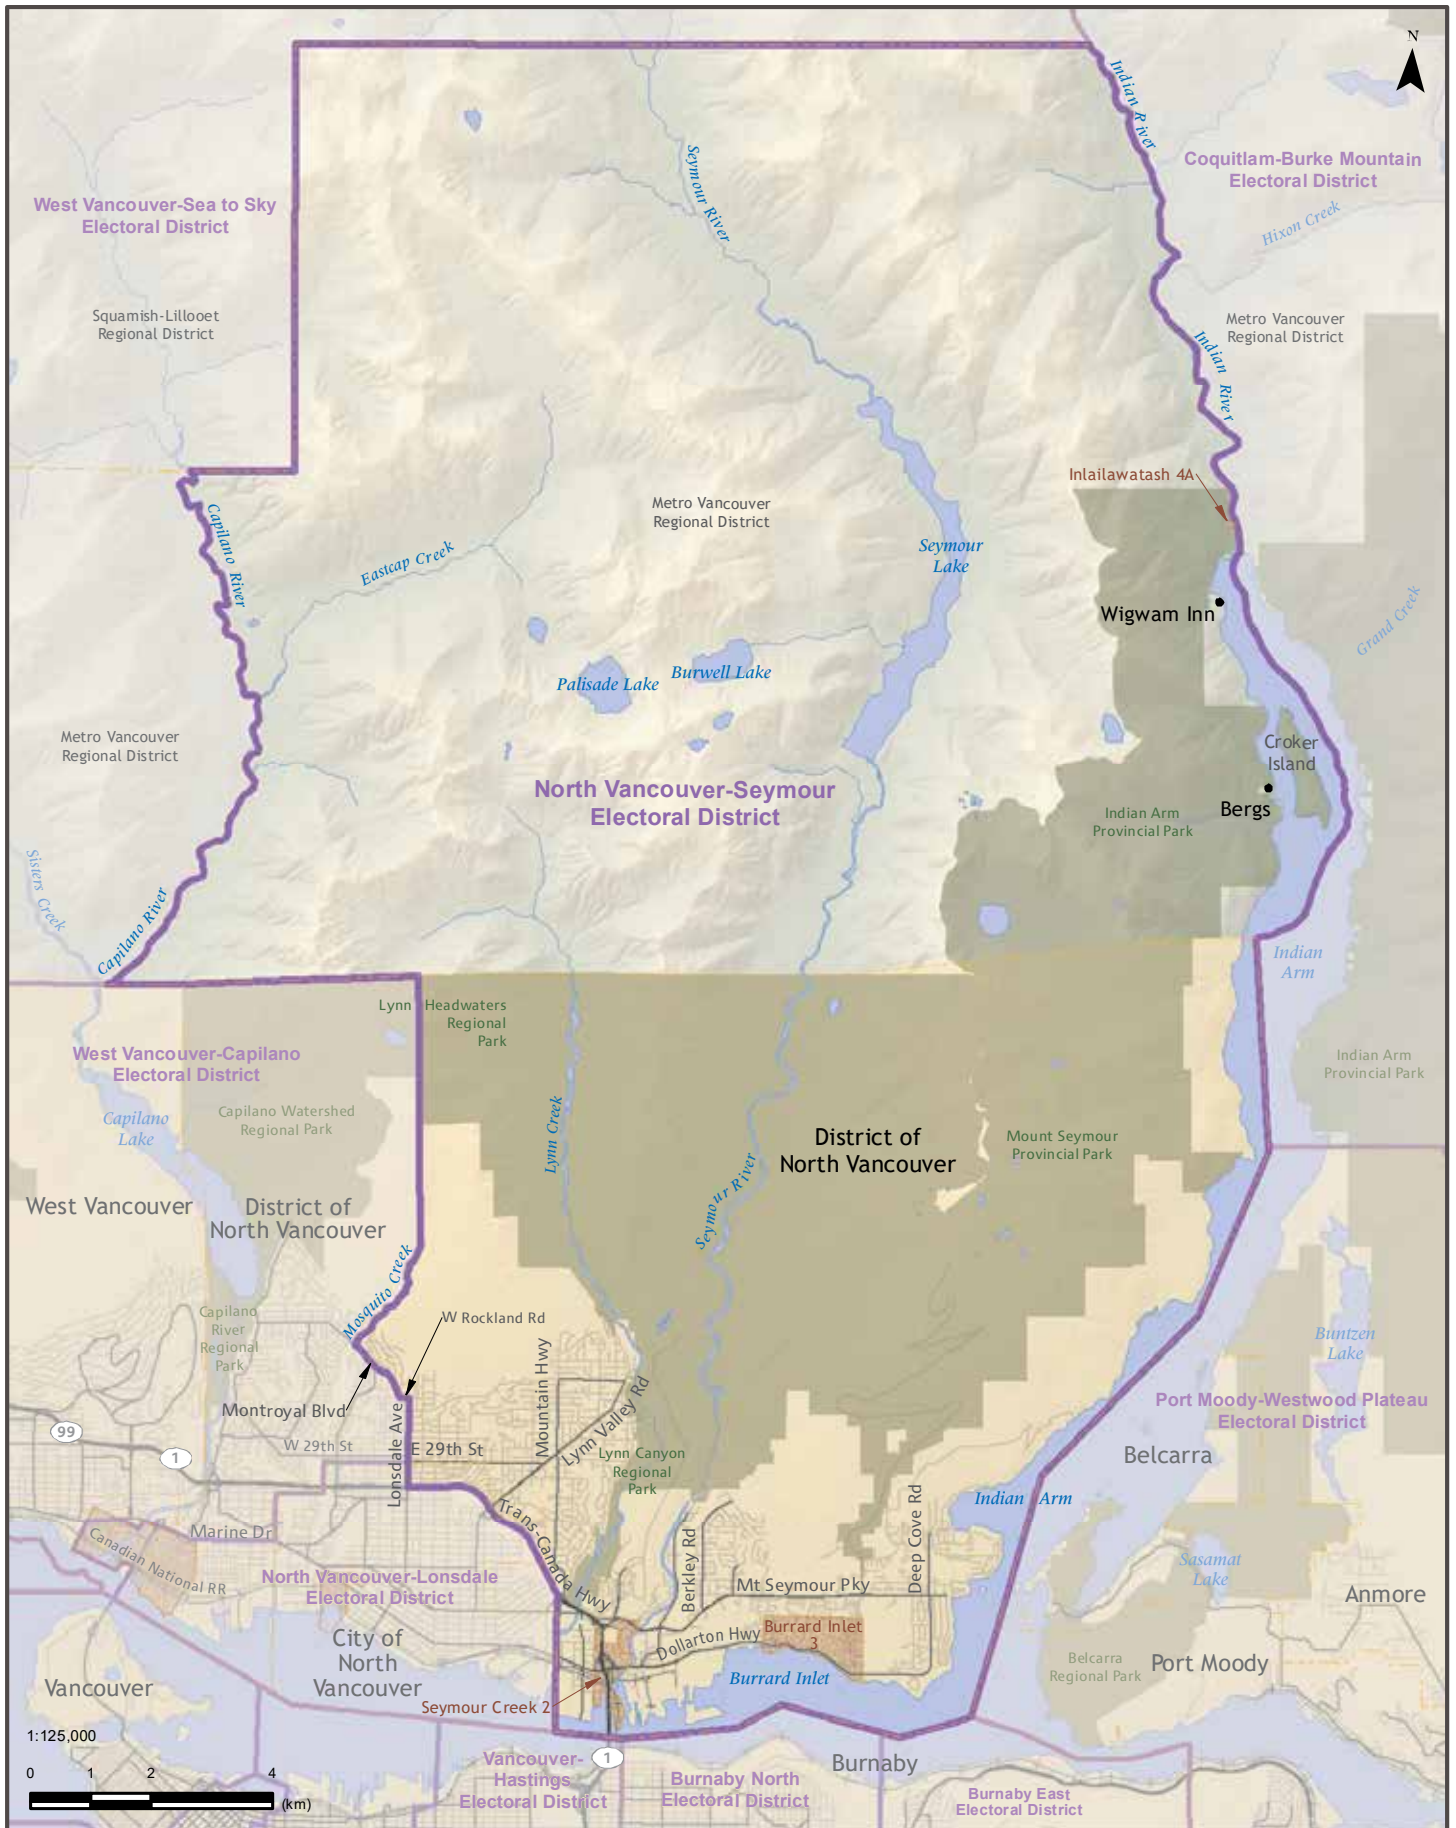 N
Indian River
Coquitlam-Burke Mountain
Electoral District
Seymour River
West Vancouver-Sea to Sky
Electoral District
Hixon Creek
Squamish-Lillooet
Regional District
Metro Vancouver
Regional District
Indian River
Inlailawatash 4A
Metro Vancouver
Regional District
Capilano River
Eastcap Creek
Seymour
Lake
Wigwam Inn
Grand Creek
Palisade Lake
Burwell Lake
Metro Vancouver
Regional District
Croker
Island
North Vancouver-Seymour
Electoral District
Bergs
Indian Arm
Provincial Park
Sisters Creek
Capilano River
Indian
Arm
Lynn Headwaters
Regional
Park
West Vancouver-Capilano
Electoral District
Indian Arm
Provincial Park
Capilano
Lake
Capilano Watershed
Regional Park
Lynn Creek
District of
North Vancouver
Mount Seymour
Provincial Park
Seymour River
West Vancouver
District of
North Vancouver
Mosquito Creek
Capilano
River
Regional
Park
W Rockland Rd
Buntzen
Lake
Mountain Hwy
Lynn Valley Rd
Montroyal Blvd
Port Moody-Westwood Plateau
Electoral District
99
1
W 29th St
Lonsdale Ave
E 29th St
Lynn Canyon
Regional
Park
Belcarra
Indian Arm
Trans-Canada Hwy
Deep Cove Rd
Marine Dr
Canadian National RR
Berkley Rd
Sasamat
Lake
North Vancouver-Lonsdale
Electoral District
Mt Seymour Pky
Anmore
City of
North
Vancouver
Dollarton Hwy
Burrard Inlet
3
Belcarra
Regional Park
Port Moody
Vancouver
Burrard Inlet
Seymour Creek 2
1:125,000
0 1 2 4
(km)
Vancouver-
Hastings
Electoral District
1
Burnaby North
Electoral District
Burnaby
Burnaby East
Electoral District